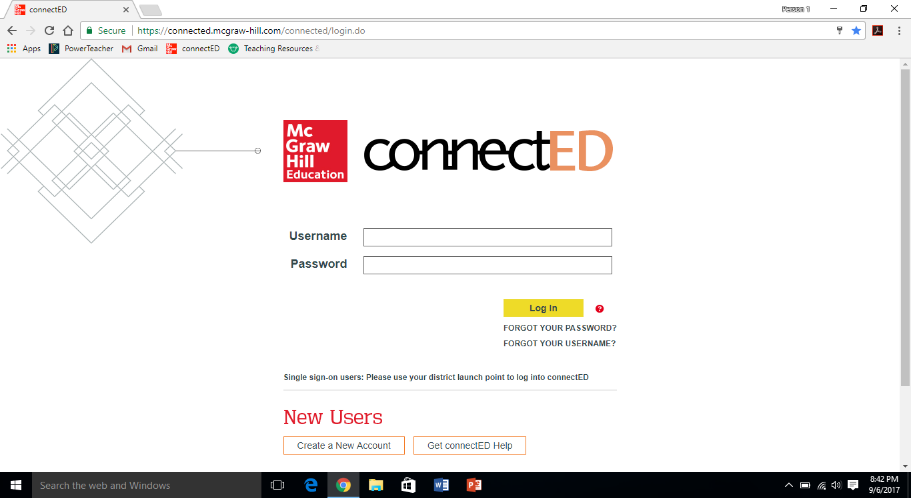 connectED
Person 1
Secure
https://connected.mcgraw-hill.com/connected/login.do
Apps
PowerTeacher
Gmail
connectED
Teaching Resources &
Mc
Graw
Hill
Education
connectED
Username
Password
Log In
?
FORGOT YOUR PASSWORD?
FORGOT YOUR USERNAME?
Single sign-on users: Please use your district launch point to log into connectED
New Users
Create a New Account
Get connectED Help
Search the web and Windows
8:42 PM
9/6/2017